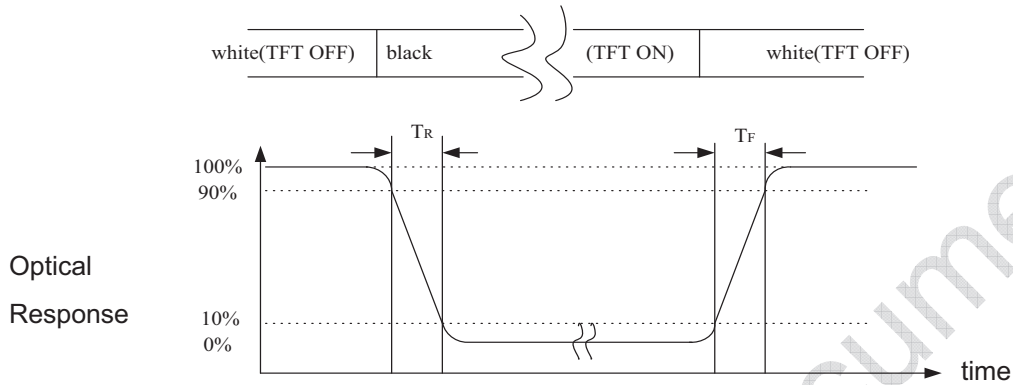 white(TFT OFF) black (TFT ON) white(TFT OFF)
TR TF
100%
90%
Optical
Response
10%
0%
time